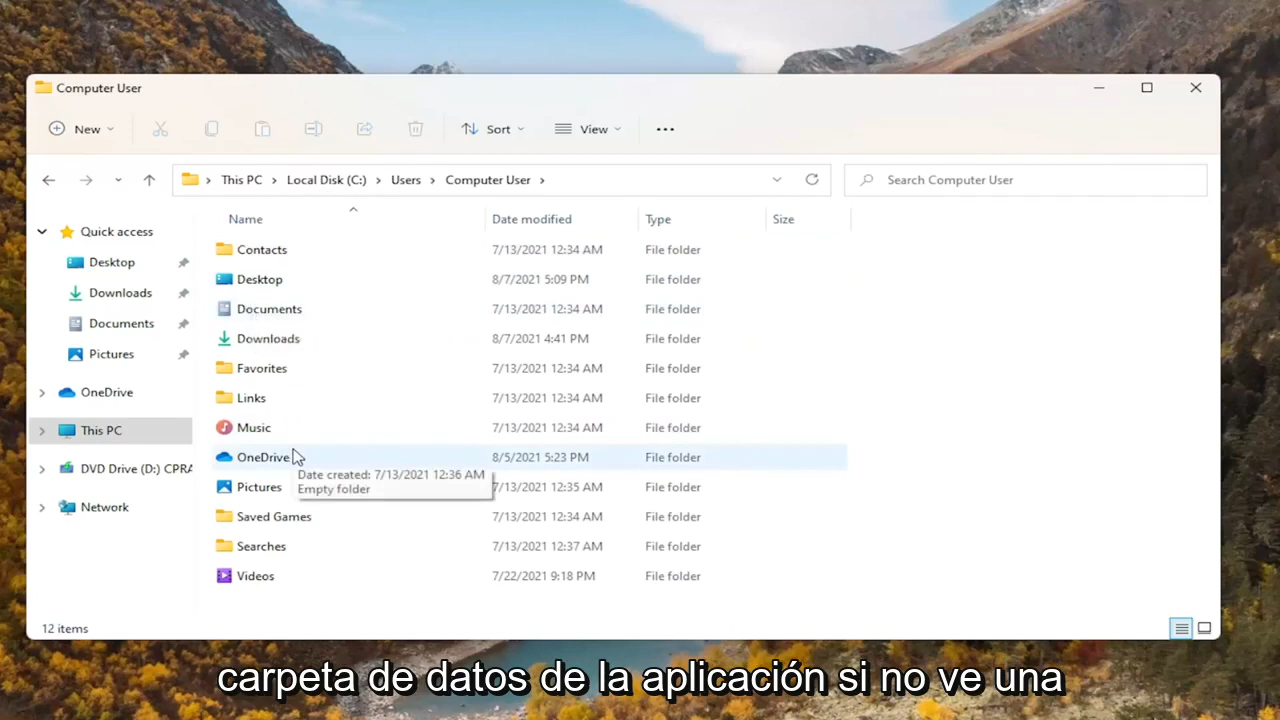 Computer User
New
Sort
View
This PC
Local Disk (C:)
Users
Computer User
Search Computer User
Name
Date modified
Type
Size
Quick access
Desktop
Downloads
Documents
Pictures
OneDrive
This PC
DVD Drive (D:) CPRA
Network
Contacts 7/13/2021 12:34 AM File folder
Desktop 8/7/2021 5:09 PM File folder
Documents 7/13/2021 12:34 AM File folder
Downloads 8/7/2021 4:41 PM File folder
Favorites 7/13/2021 12:34 AM File folder
Links 7/13/2021 12:34 AM File folder
Music 7/13/2021 12:34 AM File folder
OneDrive 8/5/2021 5:23 PM File folder
Date created: 7/13/2021 12:36 AM
Empty folder
Pictures 7/13/2021 12:35 AM File folder
Saved Games 7/13/2021 12:34 AM File folder
Searches 7/13/2021 12:37 AM File folder
Videos 7/22/2021 9:18 PM File folder
12 items
carpeta de datos de la aplicación si no ve una